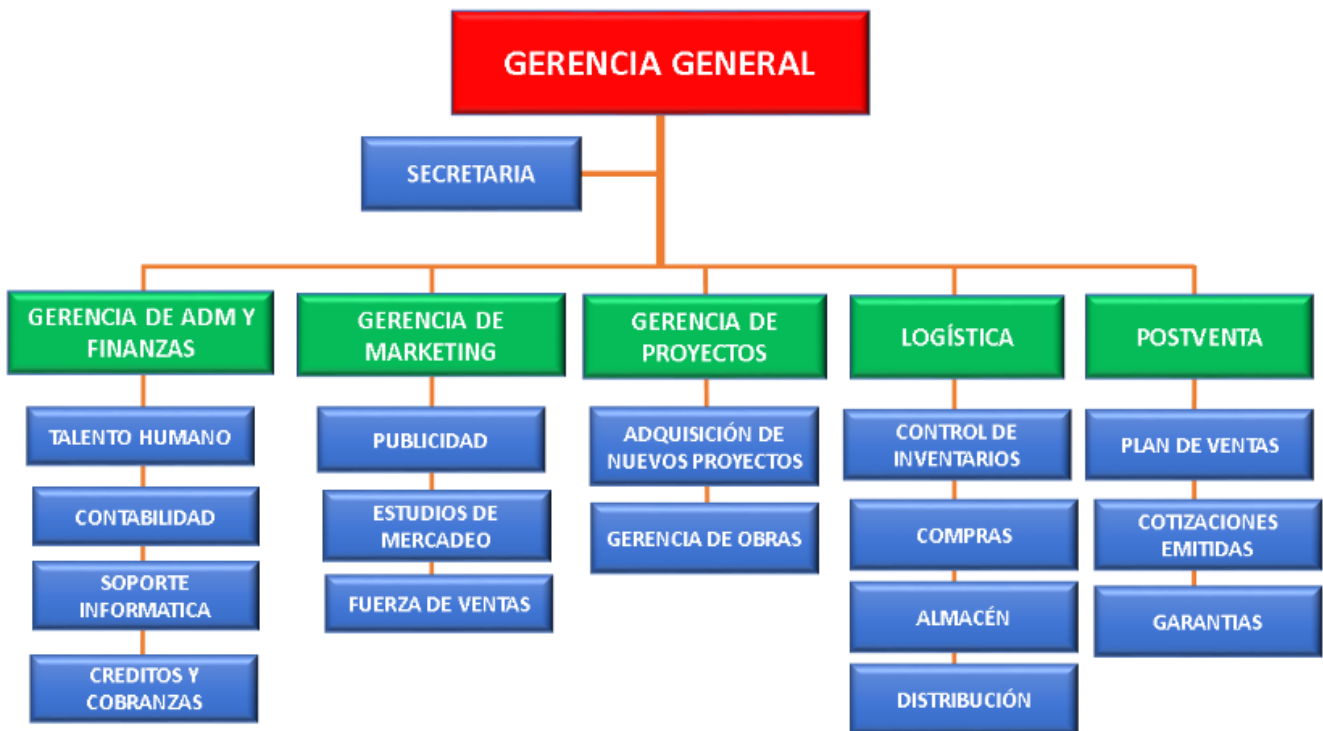 GERENCIA GENERAL
SECRETARIA
GERENCIA DE ADM Y
FINANZAS
TALENTO HUMANO
CONTABILIDAD
SOPORTE
INFORMATICA
CREDITOS Y
COBRANZAS
GERENCIA DE
MARKETING
PUBLICIDAD
ESTUDIOS DE
MERCADEO
FUERZA DE VENTAS
GERENCIA DE
PROYECTOS
ADQUISICIÓN DE
NUEVOS PROYECTOS
GERENCIA DE OBRAS
LOGÍSTICA
CONTROL DE
INVENTARIOS
COMPRAS
ALMACÉN
DISTRIBUCIÓN
POSTVENTA
PLAN DE VENTAS
COTIZACIONES
EMITIDAS
GARANTIAS